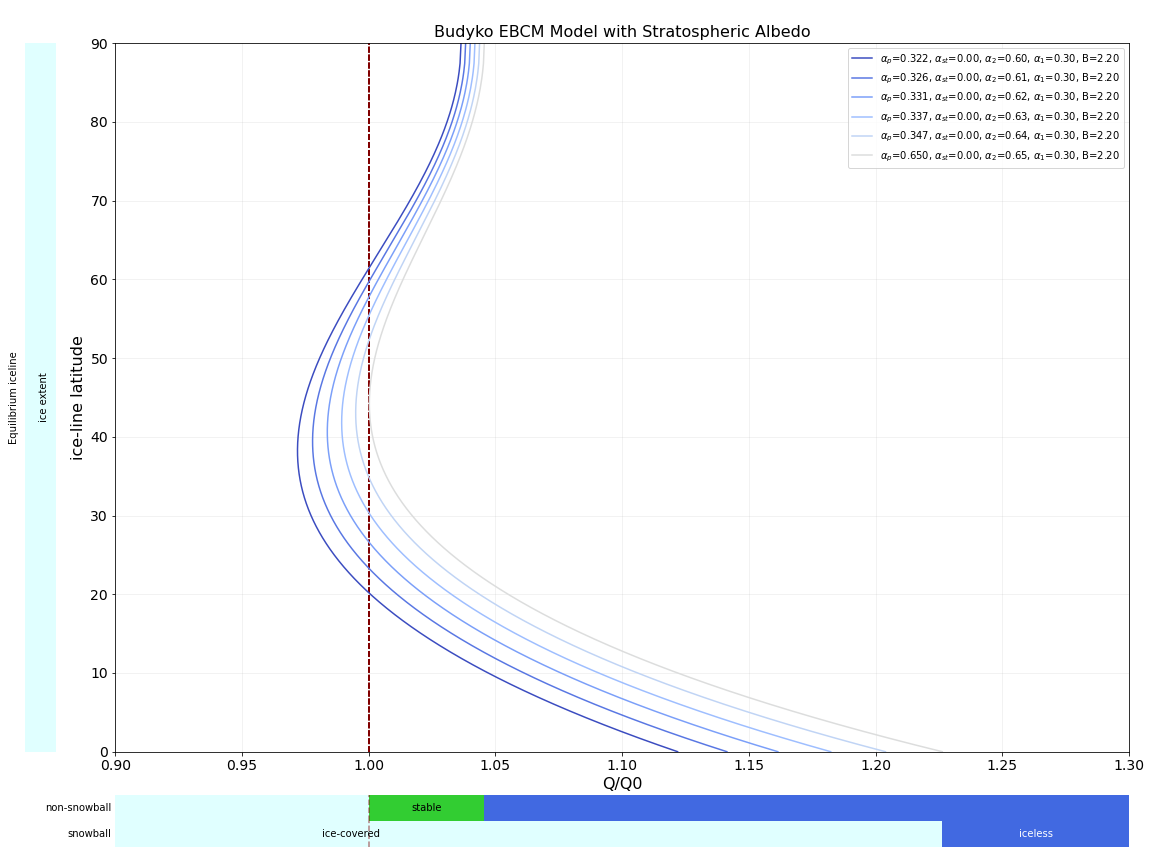 Budyko EBCM Model with Stratospheric Albedo
αp=0.322, αst=0.00, α2=0.60, α1=0.30, B=2.20
αp=0.326, αst=0.00, α2=0.61, α1=0.30, B=2.20
αp=0.331, αst=0.00, α2=0.62, α1=0.30, B=2.20
αp=0.337, αst=0.00, α2=0.63, α1=0.30, B=2.20
αp=0.347, αst=0.00, α2=0.64, α1=0.30, B=2.20
αp=0.650, αst=0.00, α2=0.65, α1=0.30, B=2.20
Equilibrium iceline
ice extent
ice-line latitude
90
80
70
60
50
40
30
20
10
0
0.90 0.95 1.00 1.05 1.10 1.15 1.20 1.25 1.30
Q/Q0
non-snowball stable
snowball ice-covered iceless